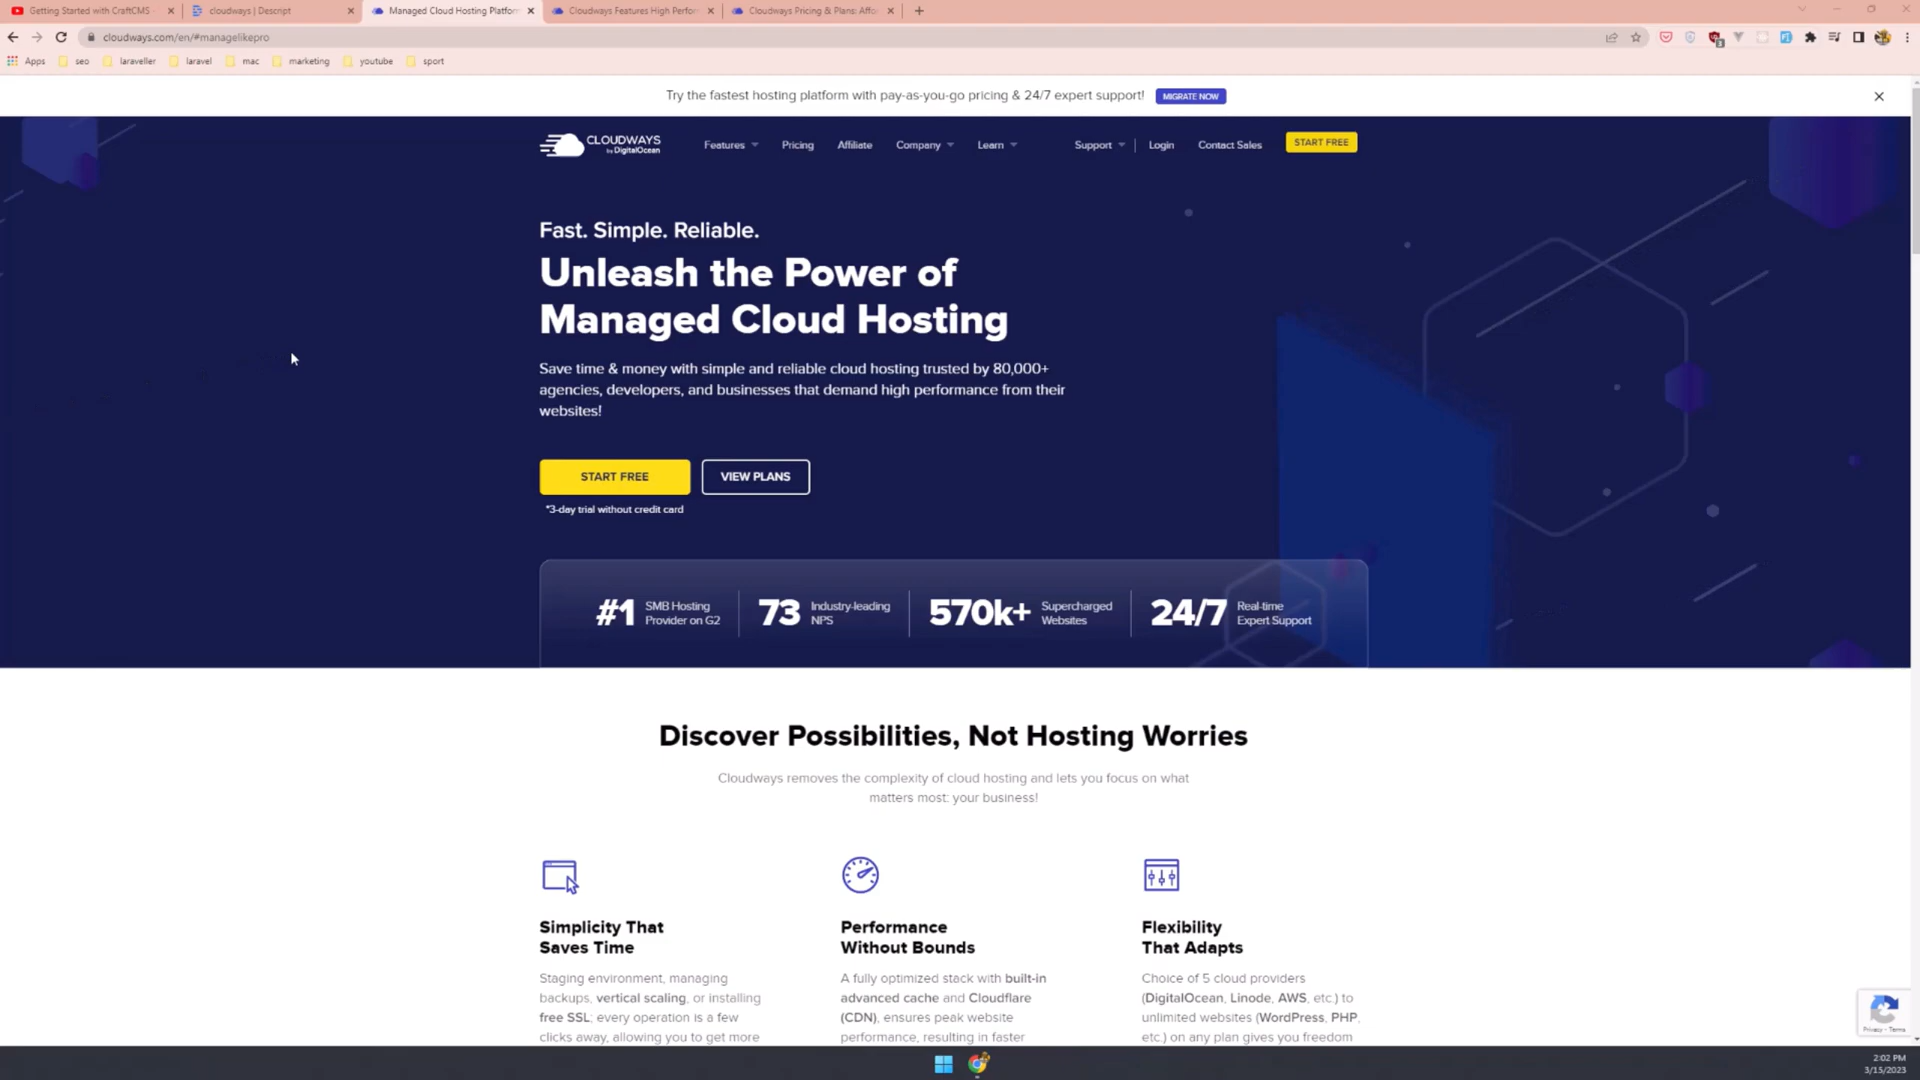 Getting Started with CraftCMS
cloudways | Descript
Managed Cloud Hosting Platfor
Cloudways Features High Perfor
Cloudways Pricing & Plans: Affo
cloudways.com/en/#managelikepro
Apps
seo
laraveller
laravel
mac
marketing
youtube
sport
Try the fastest hosting platform with pay-as-you-go pricing & 24/7 expert support!
MIGRATE NOW
CLOUDWAYS
by DigitalOcean
Features
Pricing
Affiliate
Company
Learn
Support
Login
Contact Sales
START FREE
Fast. Simple. Reliable.
Unleash the Power of
Managed Cloud Hosting
Save time & money with simple and reliable cloud hosting trusted by 80,000+
agencies, developers, and businesses that demand high performance from their
websites!
START FREE
VIEW PLANS
*3-day trial without credit card
#1
SMB Hosting
Provider on G2
73
Industry-leading
NPS
570k+
Supercharged
Websites
24/7
Real-time
Expert Support
Discover Possibilities, Not Hosting Worries
Cloudways removes the complexity of cloud hosting and lets you focus on what
matters most: your business!
Simplicity That
Saves Time
Staging environment, managing
backups, vertical scaling, or installing
free SSL; every operation is a few
clicks away, allowing you to get more
Performance
Without Bounds
A fully optimized stack with built-in
advanced cache and Cloudflare
(CDN), ensures peak website
performance, resulting in faster
Flexibility
That Adapts
Choice of 5 cloud providers
(DigitalOcean, Linode, AWS, etc.) to
unlimited websites (WordPress, PHP,
etc.) on any plan gives you freedom
Privacy - Terms
2:02 PM
3/15/2023